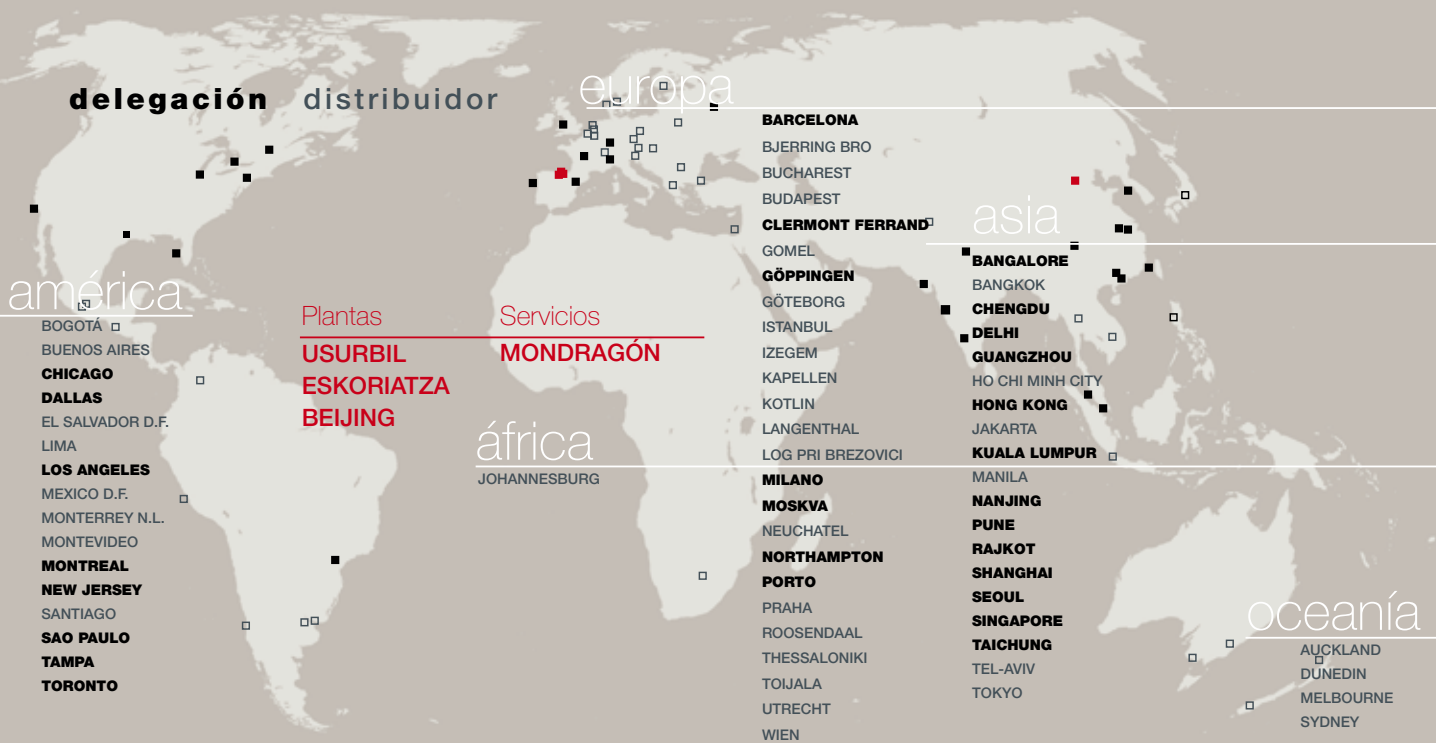 delegación distribuidor
europa
BARCELONA
BJERRING BRO
BUCHAREST
BUDAPEST
CLERMONT FERRAND
GOMEL
GÖPPINGEN
GÖTEBORG
ISTANBUL
IZEGEM
KAPELLEN
KOTLIN
LANGENTHAL
LOG PRI BREZOVICI
MILANO
MOSKVA
NEUCHATEL
NORTHAMPTON
PORTO
PRAHA
ROOSENDAAL
THESSALONIKI
TOIJALA
UTRECHT
WIEN
asia
BANGALORE
BANGKOK
CHENGDU
DELHI
GUANGZHOU
HO CHI MINH CITY
HONG KONG
JAKARTA
KUALA LUMPUR
MANILA
NANJING
PUNE
RAJKOT
SHANGHAI
SEOUL
SINGAPORE
TAICHUNG
TEL-AVIV
TOKYO
américa
BOGOTÁ
BUENOS AIRES
CHICAGO
DALLAS
EL SALVADOR D.F.
LIMA
LOS ANGELES
MEXICO D.F.
MONTERREY N.L.
MONTEVIDEO
MONTREAL
NEW JERSEY
SANTIAGO
SAO PAULO
TAMPA
TORONTO
Plantas
USURBIL
ESKORIATZA
BEIJING
Servicios
MONDRAGÓN
áfrica
JOHANNESBURG
oceanía
AUCKLAND
DUNEDIN
MELBOURNE
SYDNEY